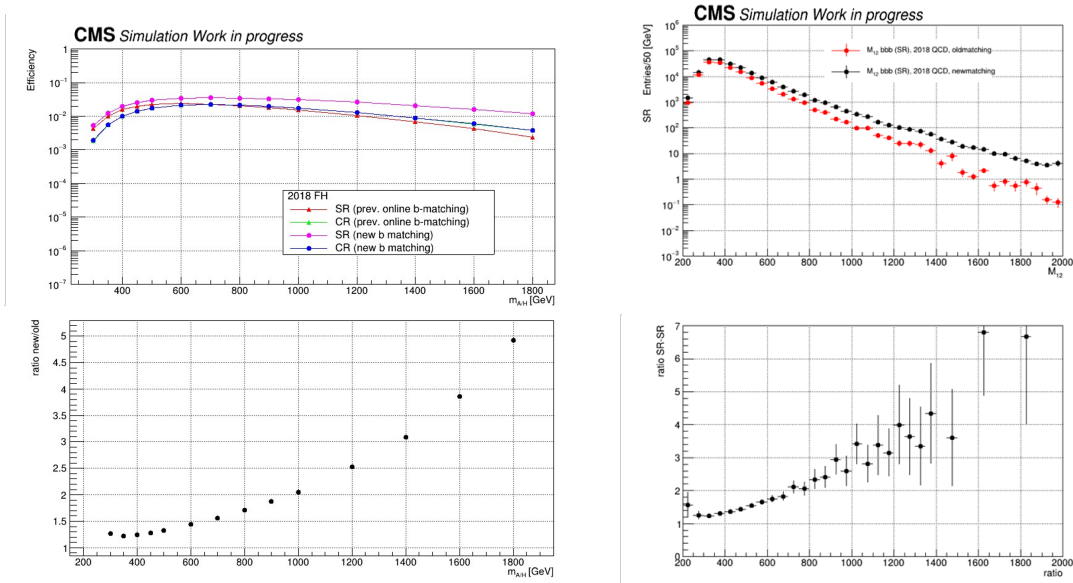 CMS Simulation Work in progress
Efficiency
1
10⁻¹
10⁻²
10⁻³
10⁻⁴
10⁻⁵
10⁻⁶
10⁻⁷
2018 FH
SR (prev. online b-matching)
CR (prev. online b-matching)
SR (new b matching)
CR (new b matching)
400 600 800 1000 1200 1400 1600 1800
m_A/H [GeV]
CMS Simulation Work in progress
SR Entries/50 [GeV]
10⁶
10⁵
10⁴
10³
10²
10
1
10⁻¹
10⁻²
10⁻³
M₁₂ bbb (SR), 2018 QCD, oldmatching
M₁₂ bbb (SR), 2018 QCD, newmatching
200 400 600 800 1000 1200 1400 1600 1800 2000
M₁₂
ratio new/old
5
4.5
4
3.5
3
2.5
2
1.5
1
200 400 600 800 1000 1200 1400 1600 1800
m_A/H [GeV]
ratio SR-SR
7
6
5
4
3
2
1
0
200 400 600 800 1000 1200 1400 1600 1800 2000
ratio